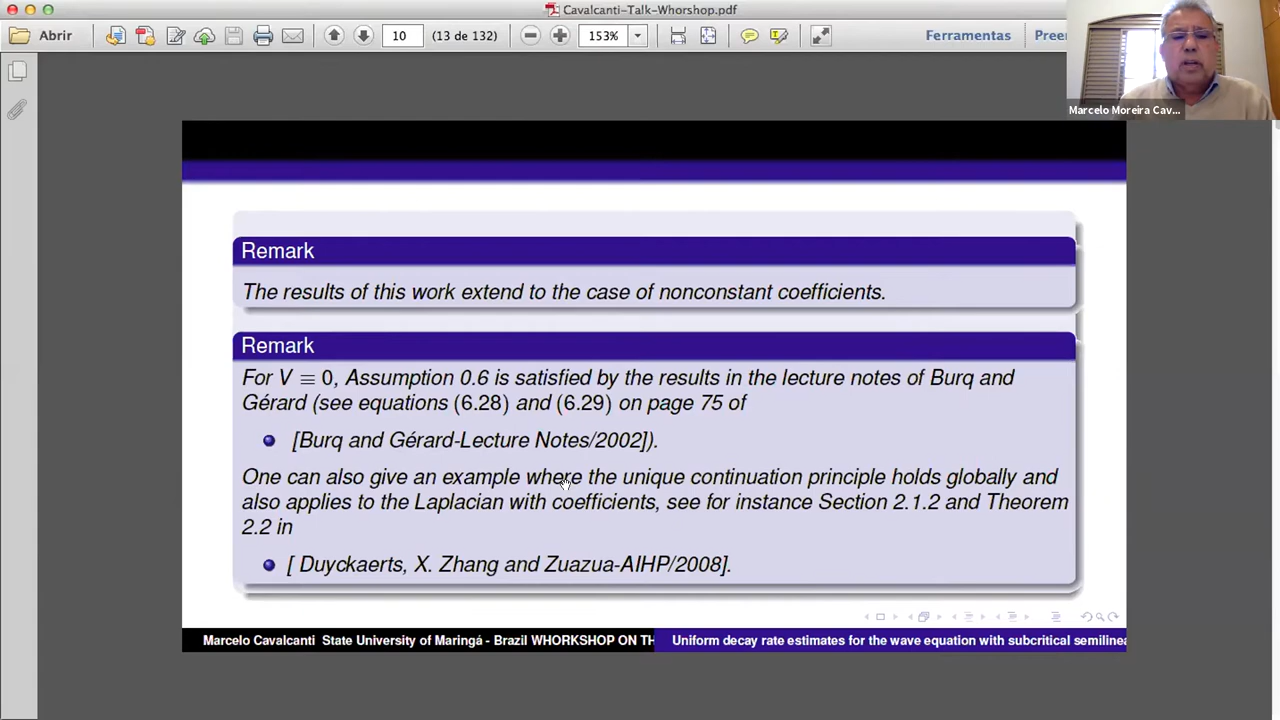 Cavalcanti-Talk-Whorshop.pdf
Abrir
10
(13 de 132)
153%
Ferramentas
Preen
Marcelo Moreira Cav...
Remark
The results of this work extend to the case of nonconstant coefficients.
Remark
For V ≡ 0, Assumption 0.6 is satisfied by the results in the lecture notes of Burq and
Gérard (see equations (6.28) and (6.29) on page 75 of
[Burq and Gérard-Lecture Notes/2002]).
One can also give an example where the unique continuation principle holds globally and
also applies to the Laplacian with coefficients, see for instance Section 2.1.2 and Theorem
2.2 in
[ Duyckaerts, X. Zhang and Zuazua-AIHP/2008].
Marcelo Cavalcanti State University of Maringá - Brazil WHORKSHOP ON TH
Uniform decay rate estimates for the wave equation with subcritical semilinea